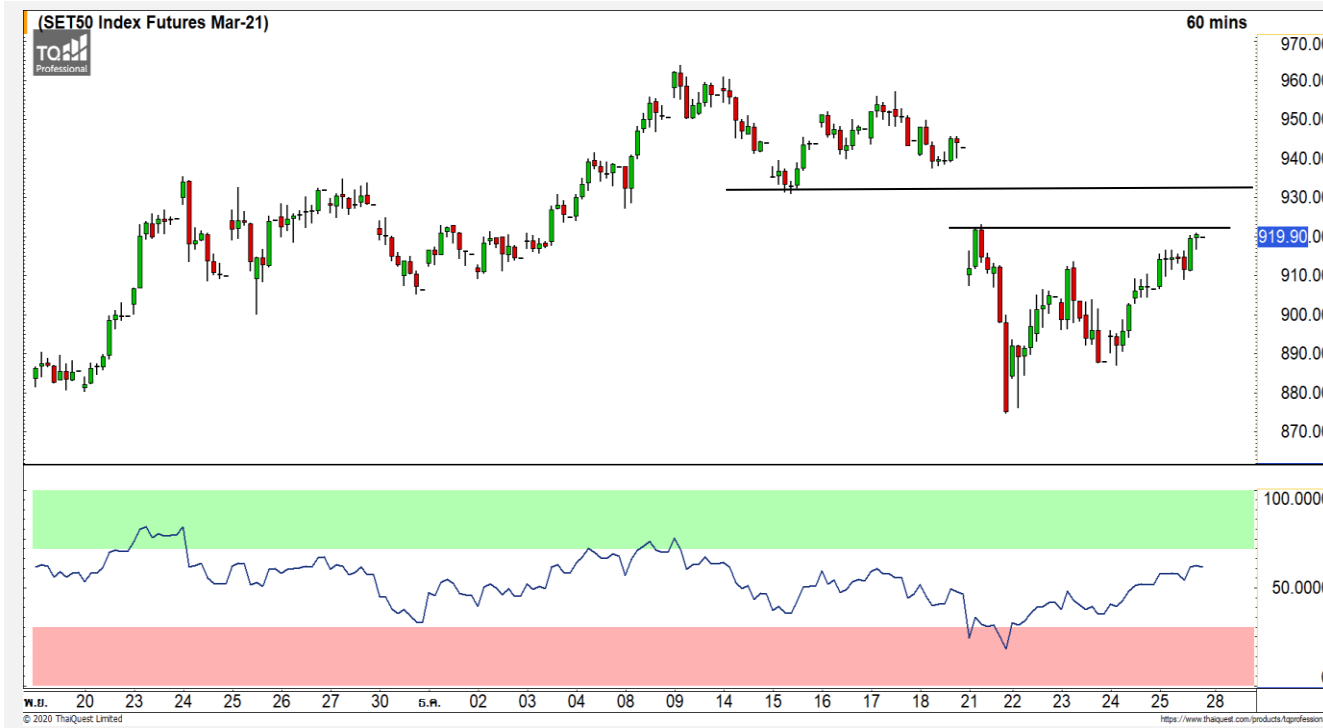 (SET50 Index Futures Mar-21) 60 mins
TQ
Professional
970.00
960.00
950.00
940.00
930.00
919.90
910.00
900.00
890.00
880.00
870.00
100.0000
50.0000
0
พ.ย. 20 23 24 25 26 27 30 ธ.ค. 02 03 04 08 09 14 15 16 17 18 21 22 23 24 25 28
© 2020 ThaiQuest Limited https://www.thaiquest.com/products/tqprofession